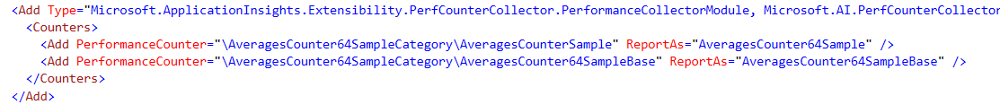 <Add Type="Microsoft.ApplicationInsights.Extensibility.PerfCounterCollector.PerformanceCollectorModule, Microsoft.AI.PerfCounterCollector
<Counters>
<Add PerformanceCounter="\AveragesCounter64SampleCategory\AveragesCounterSample" ReportAs="AveragesCounter64Sample" />
<Add PerformanceCounter="\AveragesCounter64SampleCategory\AveragesCounter64SampleBase" ReportAs="AveragesCounter64SampleBase" />
</Counters>
</Add>